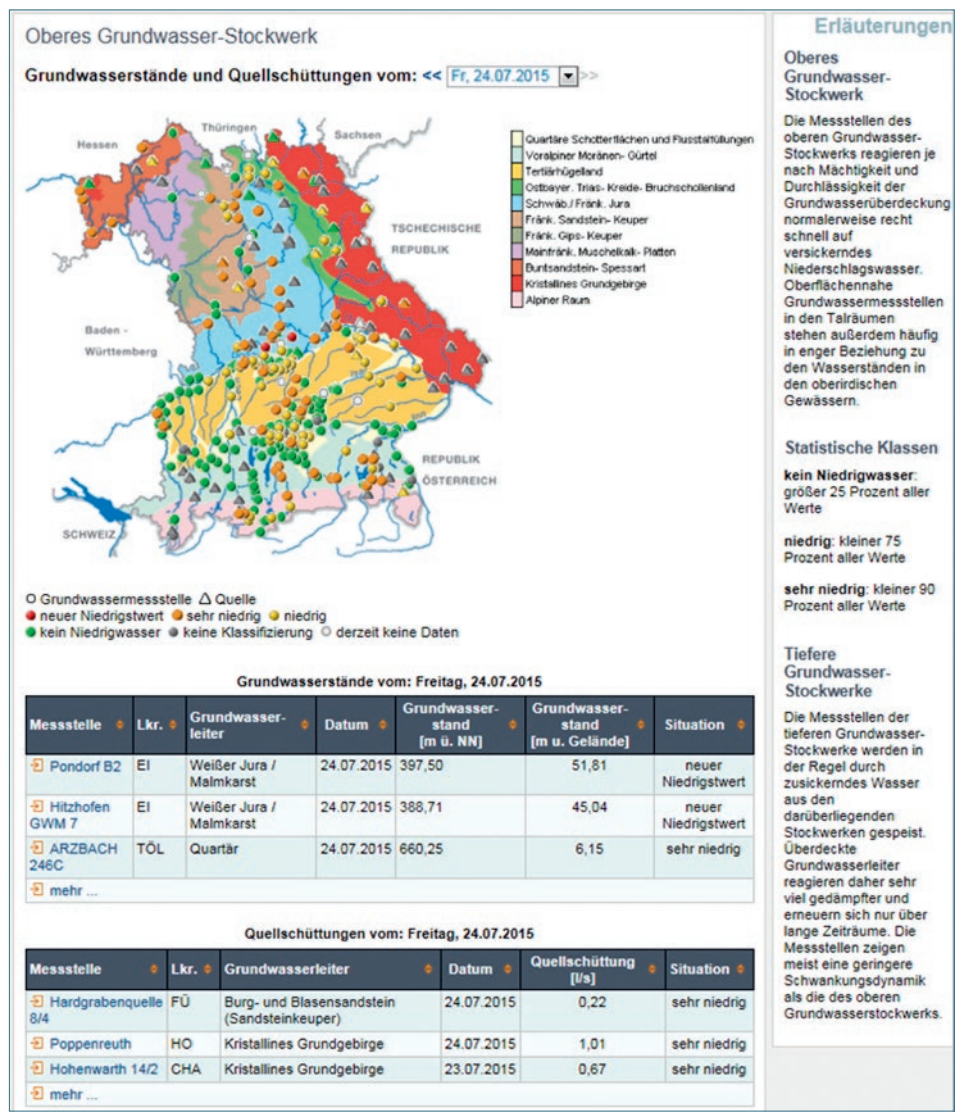 Oberes Grundwasser-Stockwerk
Grundwasserstände und Quellschüttungen vom: << Fr, 24.07.2015 >>
Hessen
Thüringen
Sachsen
TSCHECHISCHE
REPUBLIK
Baden -
Württemberg
Isar
Inn
REPUBLIK
ÖSTERREICH
SCHWEIZ
Quartäre Schotterflächen und Flusstalfüllungen
Voralpiner Moränen- Gürtel
Tertiärhügelland
Ostbayer. Trias- Kreide- Bruchschollenland
Schwäb./ Fränk. Jura
Fränk. Sandstein- Keuper
Fränk. Gips- Keuper
Mainfränk. Muschelkalk- Platten
Buntsandstein- Spessart
Kristallines Grundgebirge
Alpiner Raum
Grundwassermessstelle Quelle
neuer Niedrigstwert sehr niedrig niedrig
kein Niedrigwasser keine Klassifizierung derzeit keine Daten
Grundwasserstände vom: Freitag, 24.07.2015
Messstelle Lkr. Grundwasser-leiter Datum Grundwasser-stand [m ü. NN] Grundwasser-stand [m u. Gelände] Situation
Pondorf B2 EI Weißer Jura / Malmkarst 24.07.2015 397,50 51,81 neuer Niedrigstwert
Hitzhofen GWM 7 EI Weißer Jura / Malmkarst 24.07.2015 388,71 45,04 neuer Niedrigstwert
ARZBACH 246C TÖL Quartär 24.07.2015 660,25 6,15 sehr niedrig
mehr ...
Quellschüttungen vom: Freitag, 24.07.2015
Messstelle Lkr. Grundwasserleiter Datum Quellschüttung [l/s] Situation
Hardgrabenquelle 8/4 FÜ Burg- und Blasensandstein (Sandsteinkeuper) 24.07.2015 0,22 sehr niedrig
Poppenreuth HO Kristallines Grundgebirge 24.07.2015 1,01 sehr niedrig
Hohenwarth 14/2 CHA Kristallines Grundgebirge 23.07.2015 0,67 sehr niedrig
mehr ...
Erläuterungen
Oberes
Grundwasser-
Stockwerk
Die Messstellen des
oberen Grundwasser-
Stockwerks reagieren je
nach Mächtigkeit und
Durchlässigkeit der
Grundwasserüberdeckung
normalerweise recht
schnell auf
versickerndes
Niederschlagswasser.
Oberflächennahe
Grundwassermessstellen
in den Talräumen
stehen außerdem häufig
in enger Beziehung zu
den Wasserständen in
den oberirdischen
Gewässern.
Statistische Klassen
kein Niedrigwasser:
größer 25 Prozent aller
Werte
niedrig: kleiner 75
Prozent aller Werte
sehr niedrig: kleiner 90
Prozent aller Werte
Tiefere
Grundwasser-
Stockwerke
Die Messstellen der
tieferen Grundwasser-
Stockwerke werden in
der Regel durch
zusickerndes Wasser
aus den
darüberliegenden
Stockwerken gespeist.
Überdeckte
Grundwasserleiter
reagieren daher sehr
viel gedämpfter und
erneuern sich nur über
lange Zeiträume. Die
Messstellen zeigen
meist eine geringere
Schwankungsdynamik
als die des oberen
Grundwasserstockwerks.